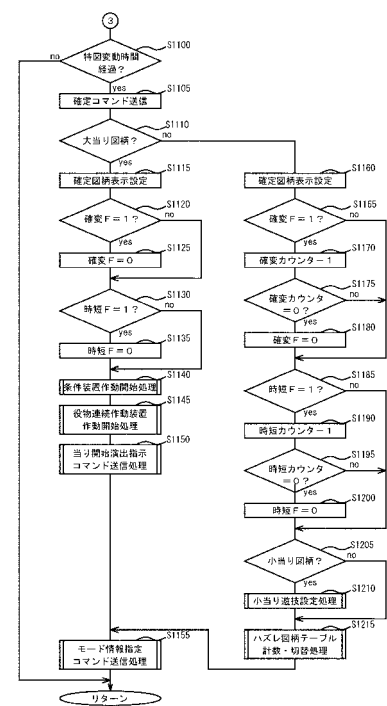 3
S1100
特図変動時間
経過？
no
yes
S1105
確定コマンド送信
S1110
大当り図柄？
no
yes
S1115
確定図柄表示設定
S1120
確変F＝1？
no
yes
S1125
確変F＝0
S1130
時短F＝1？
no
yes
S1135
時短F＝0
S1140
条件装置作動開始処理
S1145
役物連続作動装置
作動開始処理
S1150
当り開始演出指示
コマンド送信処理
S1155
モード情報指定
コマンド送信処理
リターン
S1160
確定図柄表示設定
S1165
確変F＝1？
no
yes
S1170
確変カウンター1
S1175
確変カウンタ
＝0？
no
yes
S1180
確変F＝0
S1185
時短F＝1？
no
yes
S1190
時短カウンター1
S1195
時短カウンタ
＝0？
no
yes
S1200
時短F＝0
S1205
小当り図柄？
no
yes
S1210
小当り遊技設定処理
S1215
ハズレ図柄テーブル
計数・切替処理